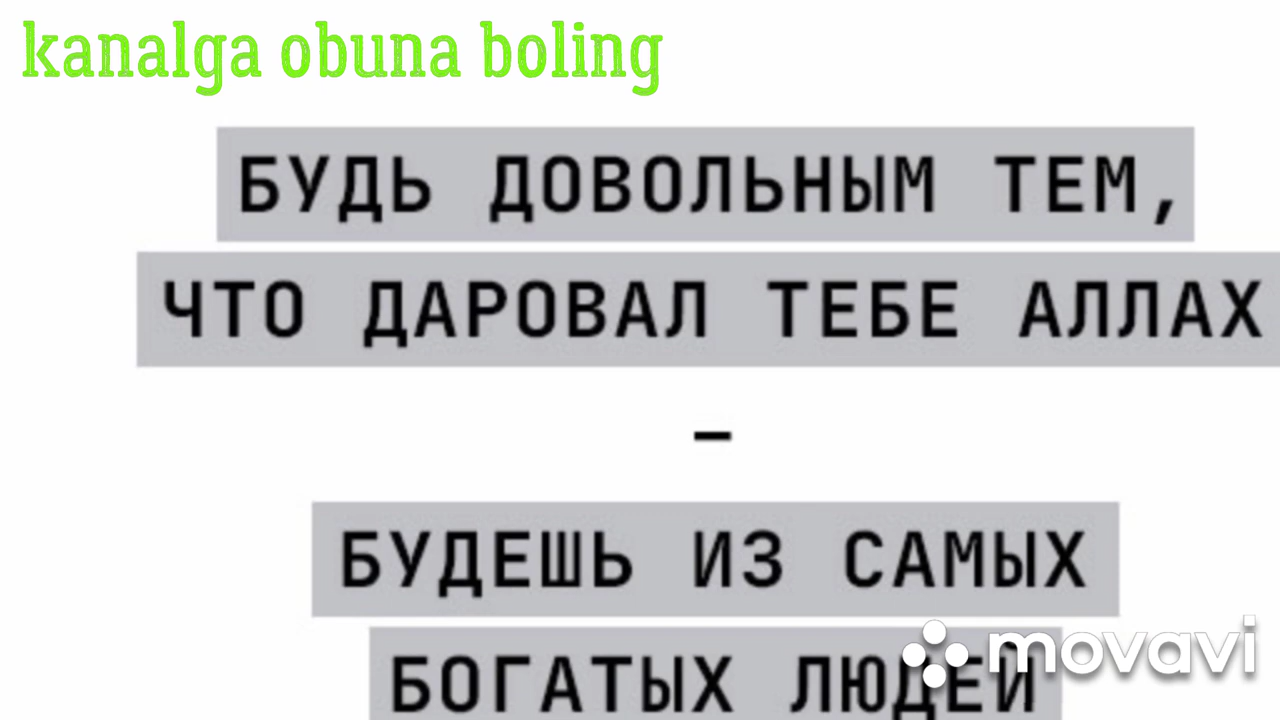 kanalga obuna boling
БУДЬ ДОВОЛЬНЫМ ТЕМ,
ЧТО ДАРОВАЛ ТЕБЕ АЛЛАХ
–
БУДЕШЬ ИЗ САМЫХ
БОГАТЫХ ЛЮДЕЙ
movavi